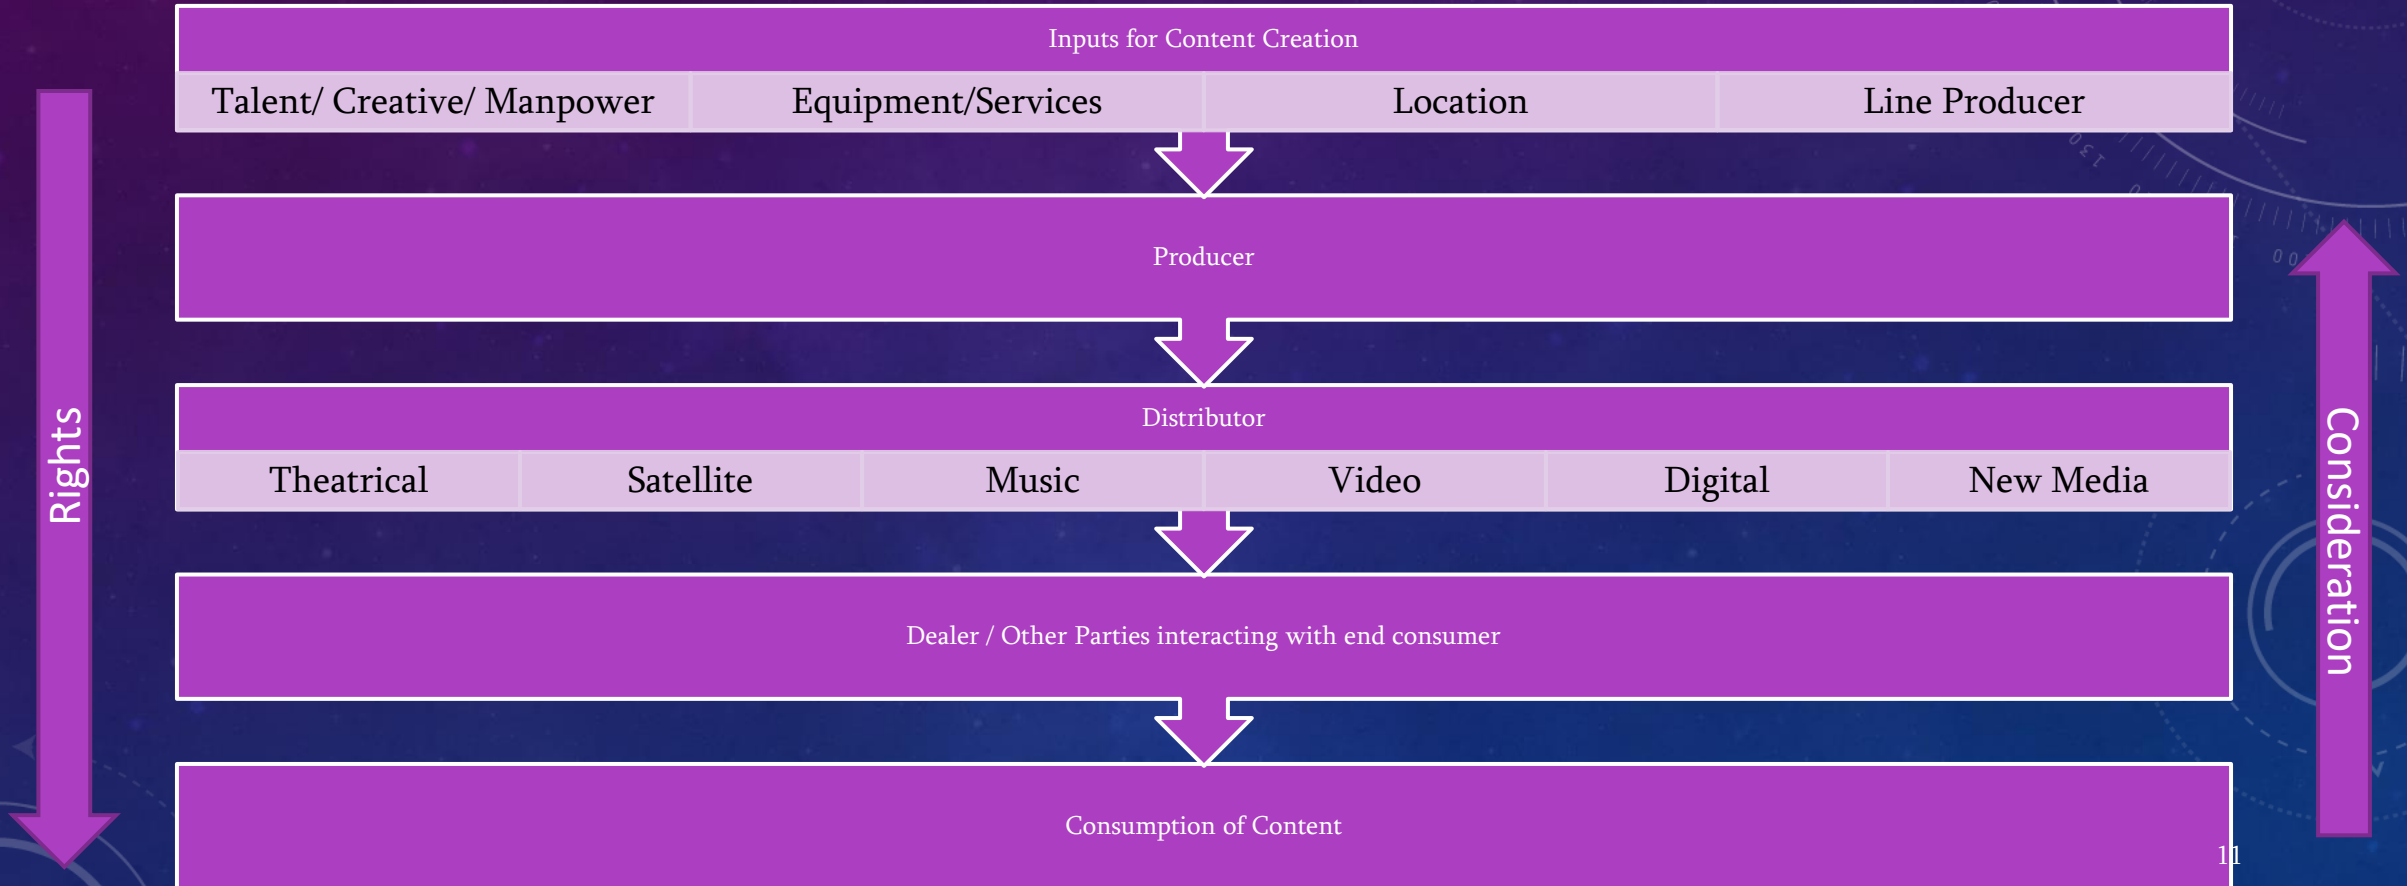 Inputs for Content Creation
Talent/ Creative/ Manpower
Equipment/Services
Location
Line Producer
Producer
Distributor
Theatrical
Satellite
Music
Video
Digital
New Media
Dealer / Other Parties interacting with end consumer
Consumption of Content
Rights
Consideration
130
11